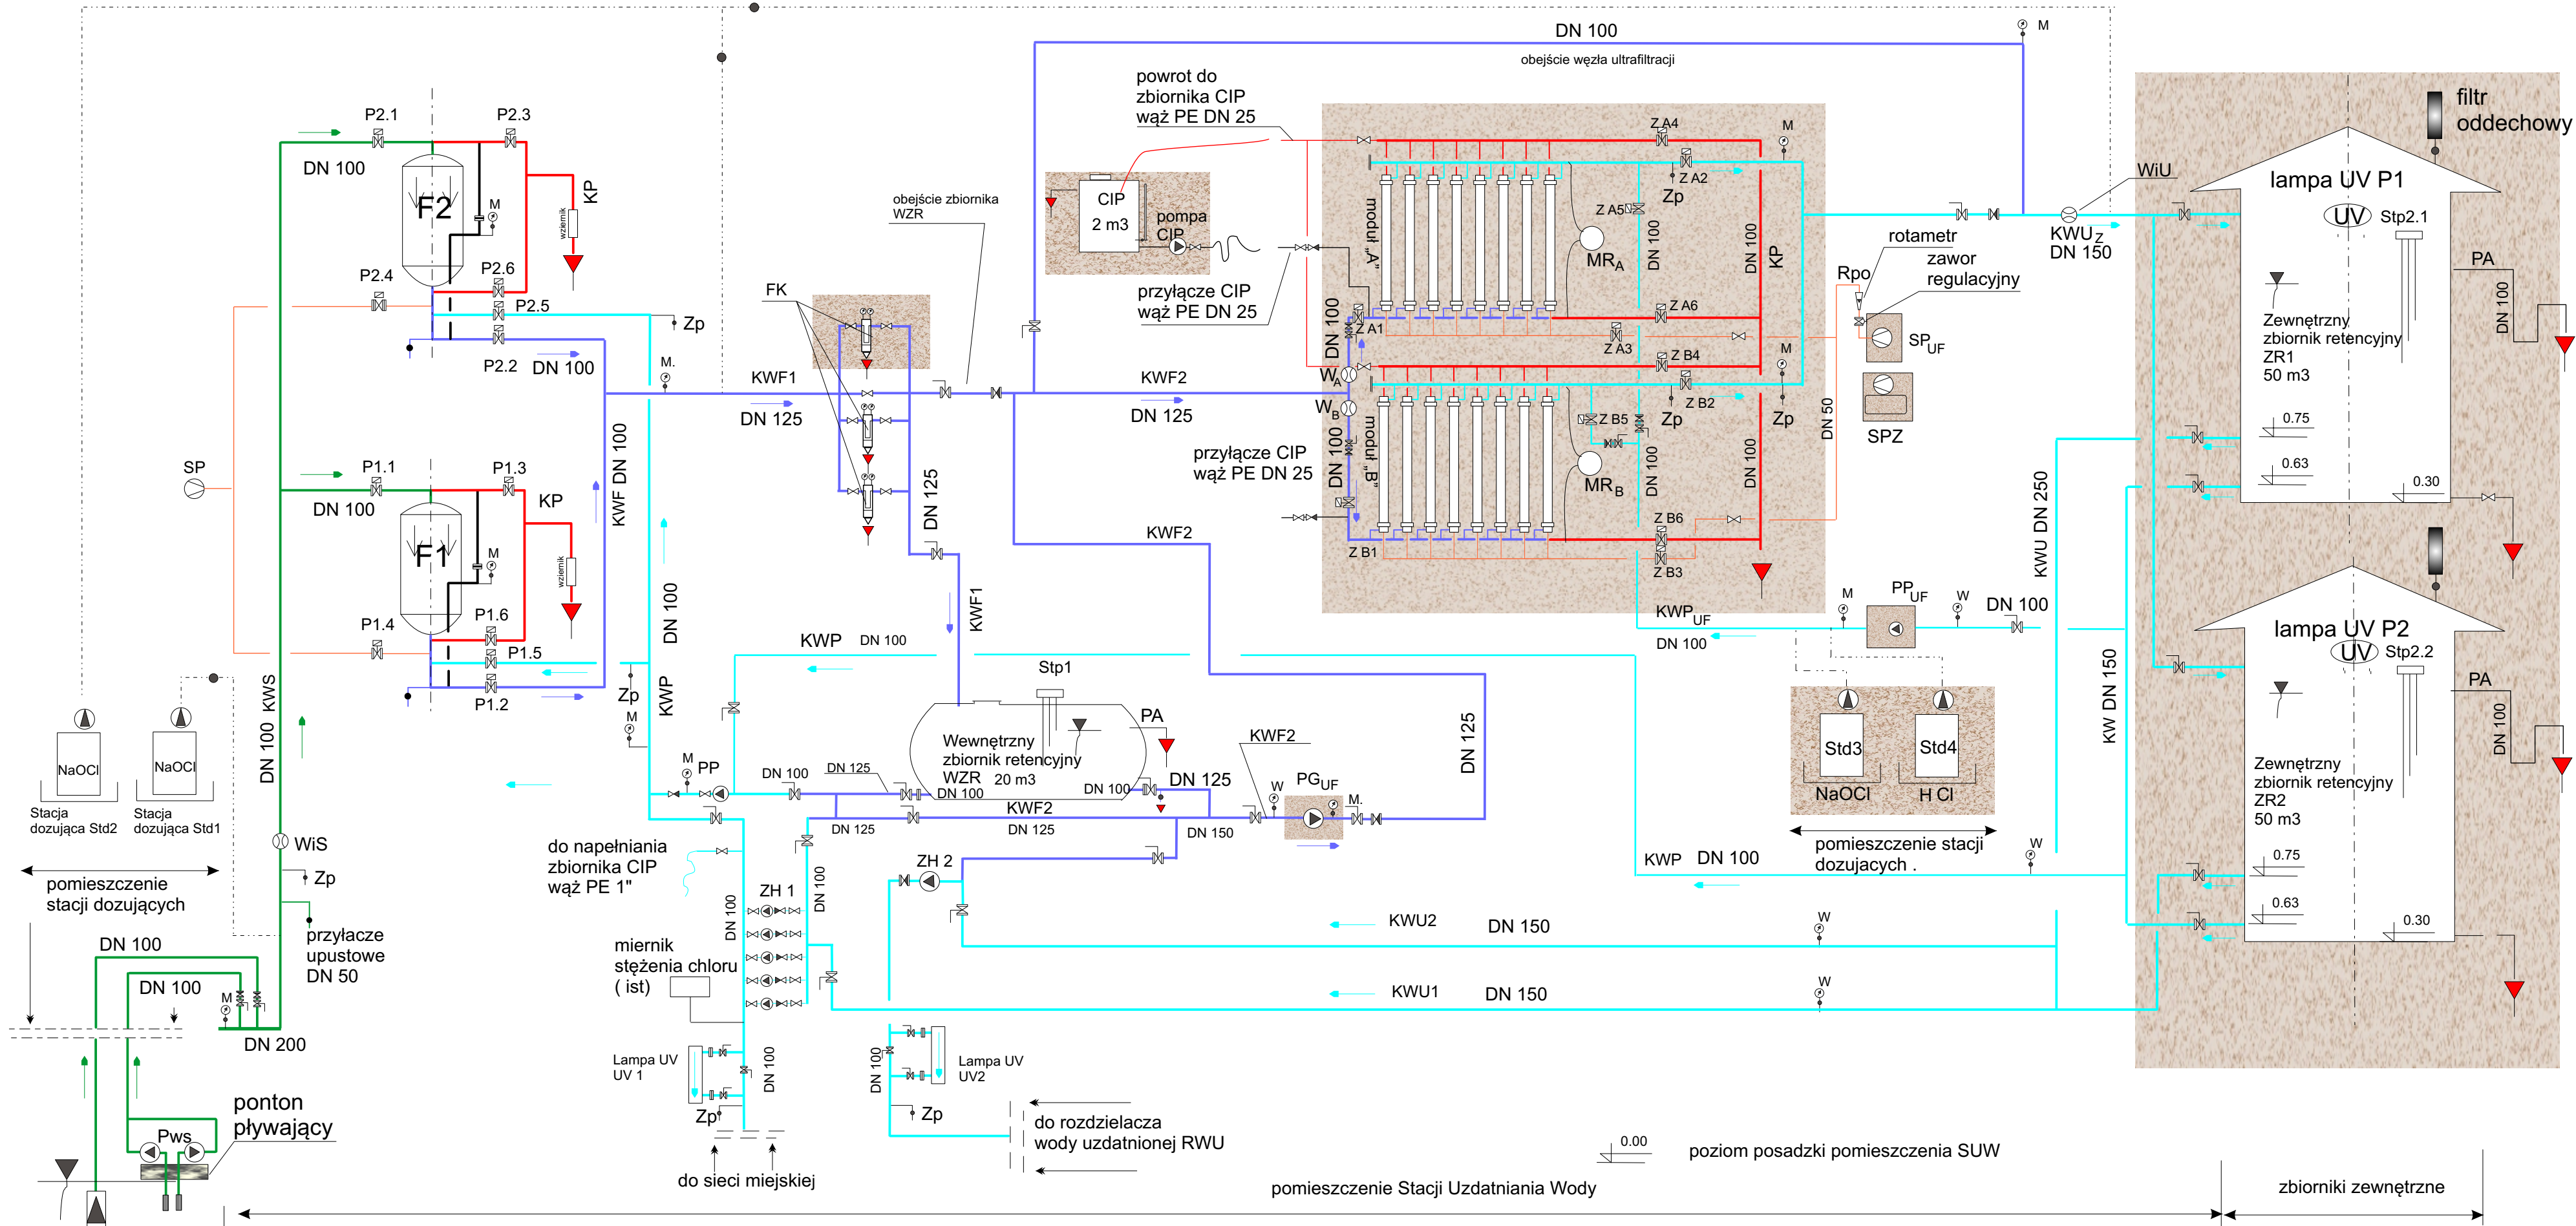 DN 100
M
obejście węzła ultrafiltracji
powrot do
zbiornika CIP
wąż PE DN 25
filtr
oddechowy
P2.1
P2.3
DN 100
F2
M
KP
wziernik
P2.4
P2.6
P2.5
P2.2
DN 100
Zp
M.
obejście zbiornika
WZR
FK
CIP
2 m3
pompa
CIP
przyłącze CIP
wąż PE DN 25
moduł „A"
Z A4
Z A2
Zp
M
Z A5
DN 100
MRA
DN 100
KP
Z A6
Z A3
Z A1
DN 100
WA
WB
DN 100
moduł „B"
Z B4
Z B2
Zp
M
Zp
Z B5
DN 100
MRB
DN 100
Z B6
Z B3
Z B1
przyłącze CIP
wąż PE DN 25
rotametr
zawor
regulacyjny
Rpo
SPUF
SPZ
DN 50
WiU
KWUZ
DN 150
lampa UV P1
UV
Stp2.1
PA
DN 100
Zewnętrzny
zbiornik retencyjny
ZR1
50 m3
0.75
0.63
0.30
KWF1
DN 125
KWF2
DN 125
KWF DN 100
SP
P1.1
P1.3
DN 100
KP
F1
M
wziernik
P1.4
P1.6
P1.5
P1.2
DN 100
KWP
Zp
M
DN 125
KWF1
KWF2
KWP
DN 100
KWPUF
DN 100
M
PPUF
W
DN 100
KWU DN 250
KW DN 150
lampa UV P2
UV
Stp2.2
PA
DN 100
Zewnętrzny
zbiornik retencyjny
ZR2
50 m3
0.75
0.63
0.30
DN 100 KWS
NaOCl
NaOCl
Stacja
dozująca Std2
Stacja
dozująca Std1
WiS
Zp
pomieszczenie
stacji dozujących
przyłacze
upustowe
DN 50
DN 100
DN 100
M
DN 200
ponton
pływający
Pws
Stp1
PA
Wewnętrzny
zbiornik retencyjny
WZR 20 m3
DN 100
DN 100
DN 125
M
PP
DN 100
DN 125
KWF2
DN 125
DN 125
DN 150
KWF2
W
PGUF
M.
DN 125
do napełniania
zbiornika CIP
wąż PE 1"
ZH 1
DN 100
DN 100
ZH 2
miernik
stężenia chloru
( ist)
Lampa UV
UV 1
DN 100
Zp
do sieci miejskiej
DN 100
Lampa UV
UV2
Zp
do rozdzielacza
wody uzdatnionej RWU
Std3
Std4
NaOCl
H Cl
pomieszczenie stacji
dozujacych .
KWP DN 100
W
KWU2 DN 150
W
KWU1 DN 150
W
0.00
poziom posadzki pomieszczenia SUW
pomieszczenie Stacji Uzdatniania Wody
zbiorniki zewnętrzne